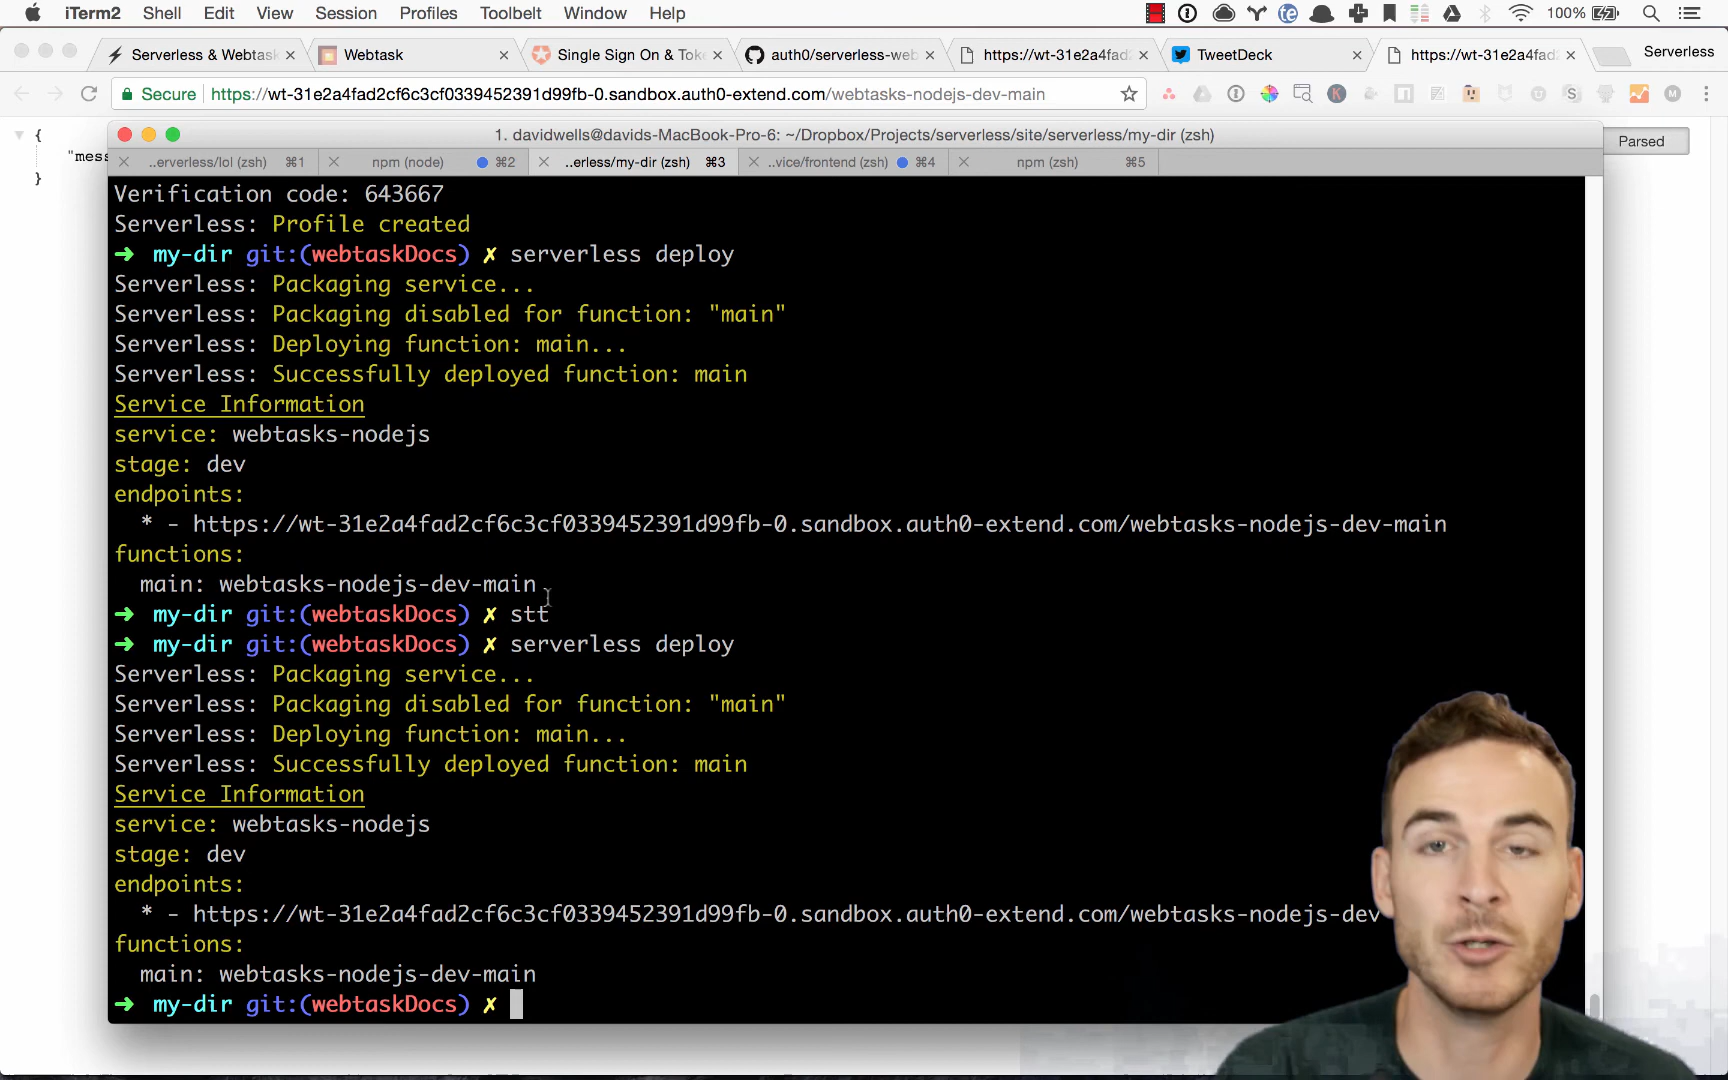 iTerm2 Shell Edit View Session Profiles Toolbelt Window Help 100%
Serverless & Webtask
Webtask
Single Sign On & Toke
auth0/serverless-web
https://wt-31e2a4fad
TweetDeck
https://wt-31e2a4fad
Serverless
Secure https://wt-31e2a4fad2cf6c3cf0339452391d99fb-0.sandbox.auth0-extend.com/webtasks-nodejs-dev-main
{
"mess
}
Parsed
1. davidwells@davids-MacBook-Pro-6: ~/Dropbox/Projects/serverless/site/serverless/my-dir (zsh)
..erverless/lol (zsh) ⌘1 npm (node) ⌘2 ..erless/my-dir (zsh) ⌘3 ..vice/frontend (zsh) ⌘4 npm (zsh) ⌘5
Verification code: 643667
Serverless: Profile created
➜ my-dir git:(webtaskDocs) ✗ serverless deploy
Serverless: Packaging service...
Serverless: Packaging disabled for function: "main"
Serverless: Deploying function: main...
Serverless: Successfully deployed function: main
Service Information
service: webtasks-nodejs
stage: dev
endpoints:
* - https://wt-31e2a4fad2cf6c3cf0339452391d99fb-0.sandbox.auth0-extend.com/webtasks-nodejs-dev-main
functions:
main: webtasks-nodejs-dev-main
➜ my-dir git:(webtaskDocs) ✗ stt
➜ my-dir git:(webtaskDocs) ✗ serverless deploy
Serverless: Packaging service...
Serverless: Packaging disabled for function: "main"
Serverless: Deploying function: main...
Serverless: Successfully deployed function: main
Service Information
service: webtasks-nodejs
stage: dev
endpoints:
* - https://wt-31e2a4fad2cf6c3cf0339452391d99fb-0.sandbox.auth0-extend.com/webtasks-nodejs-dev
functions:
main: webtasks-nodejs-dev-main
➜ my-dir git:(webtaskDocs) ✗